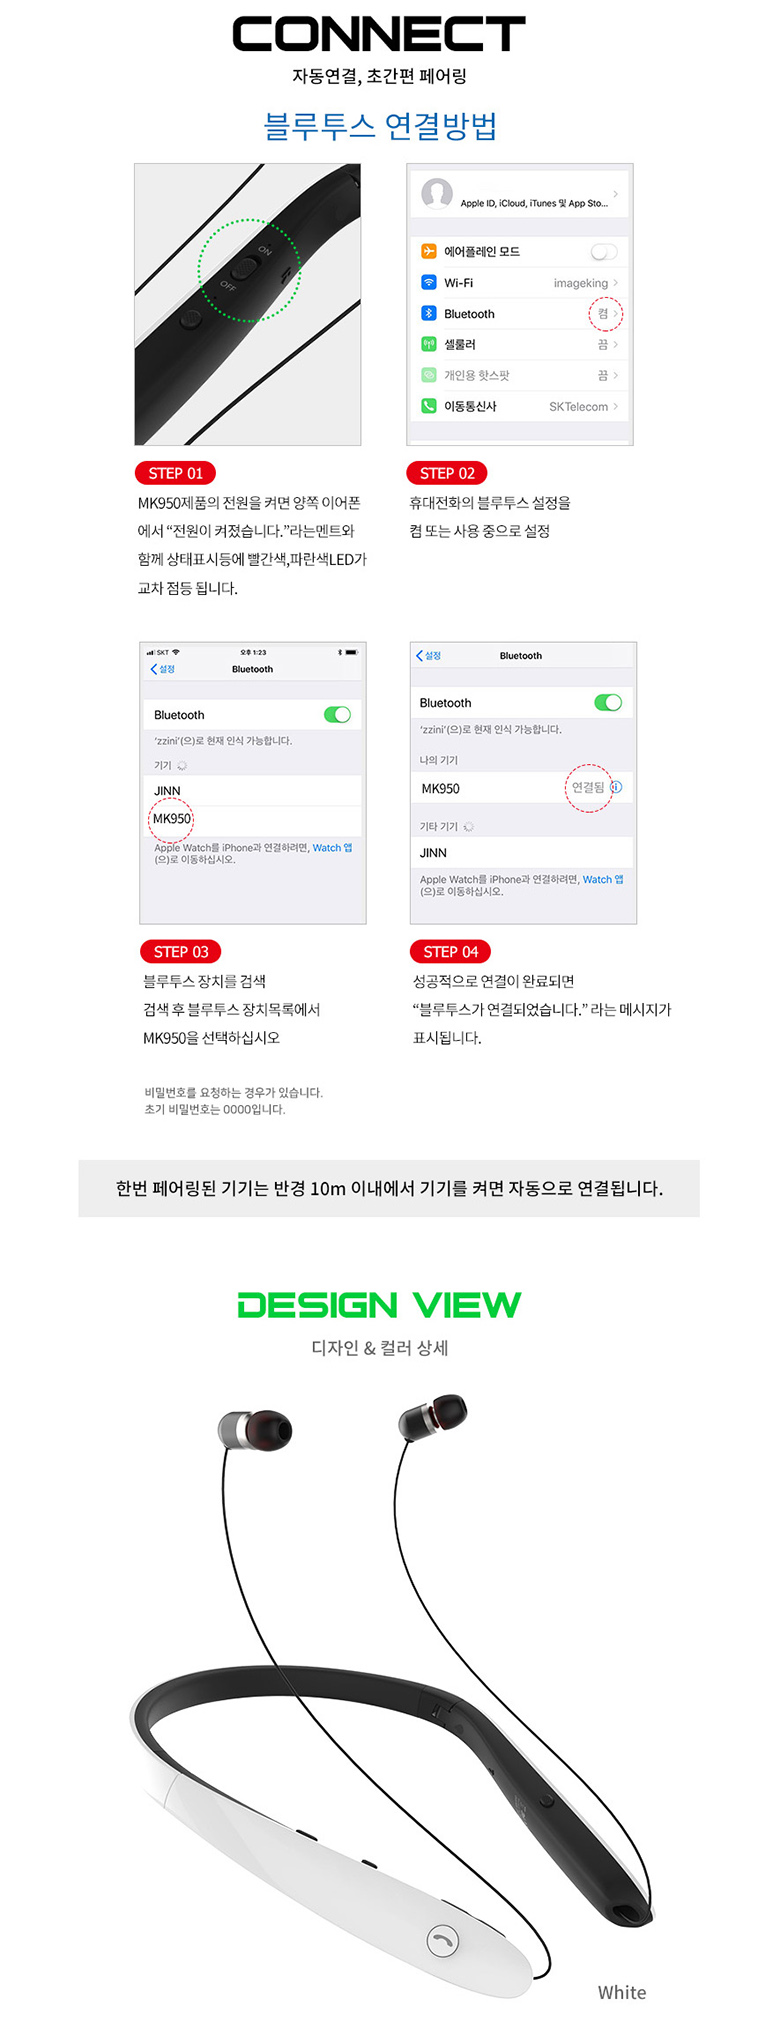 CONNECT
자동연결, 초간편 페어링
블루투스 연결방법
ON
OFF
Apple ID, iCloud, iTunes 및 App Sto...
에어플레인 모드
Wi-Fi imageking
Bluetooth 켬
셀룰러 끔
개인용 핫스팟 끔
이동통신사 SKTelecom
STEP 01
MK950제품의 전원을 켜면 양쪽 이어폰
에서 “전원이 켜졌습니다.”라는멘트와
함께 상태표시등에 빨간색,파란색LED가
교차 점등 됩니다.
STEP 02
휴대전화의 블루투스 설정을
켬 또는 사용 중으로 설정
SKT 오후 1:23
설정 Bluetooth
Bluetooth
‘zzini’(으)로 현재 인식 가능합니다.
기기
JINN
MK950
Apple Watch를 iPhone과 연결하려면, Watch 앱
(으)로 이동하십시오.
설정 Bluetooth
Bluetooth
‘zzini’(으)로 현재 인식 가능합니다.
나의 기기
MK950 연결됨
기타 기기
JINN
Apple Watch를 iPhone과 연결하려면, Watch 앱
(으)로 이동하십시오.
STEP 03
블루투스 장치를 검색
검색 후 블루투스 장치목록에서
MK950을 선택하십시오
비밀번호를 요청하는 경우가 있습니다.
초기 비밀번호는 0000입니다.
STEP 04
성공적으로 연결이 완료되면
“블루투스가 연결되었습니다.” 라는 메시지가
표시됩니다.
한번 페어링된 기기는 반경 10m 이내에서 기기를 켜면 자동으로 연결됩니다.
DESIGN VIEW
디자인 & 컬러 상세
White